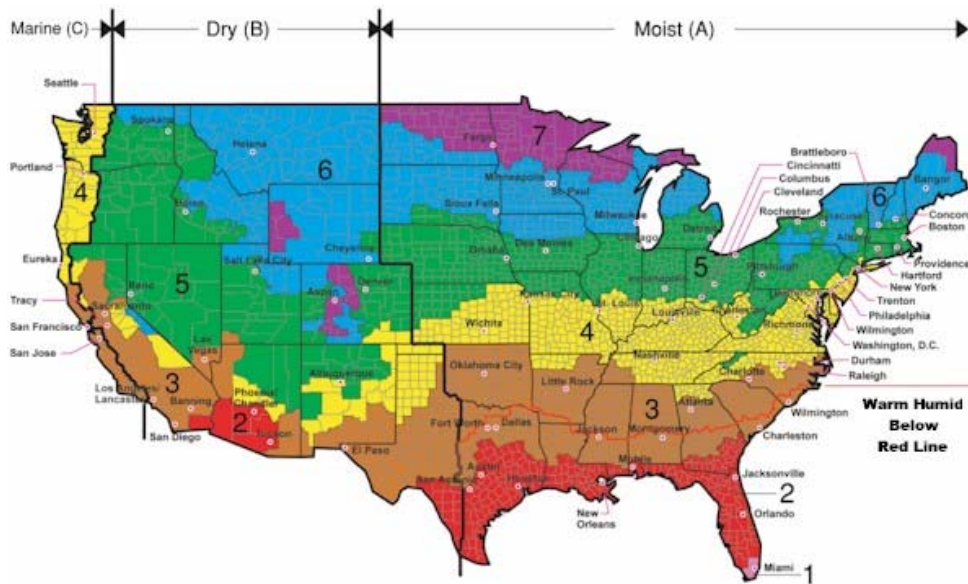 Marine (C)
Dry (B)
Moist (A)
Seattle
Spokane
Portland
4
Helena
6
Fargo
7
Minneapolis
St. Paul
Brattleboro
Cincinnatti
Columbus
Cleveland
6
Bangor
Boise
Sioux Falls
Milwaukee
Rochester
Concord
Boston
Albany
Detroit
Chicago
Eureka
Cheyenne
Salt Lake City
Omaha
Des Moines
Providence
Hartford
New York
Trenton
Philadelphia
Wilmington
Washington, D.C.
Reno
5
Aspen
Denver
Indianapolis
5
Pittsburgh
Tracy
Sacramento
San Francisco
San Jose
Kansas City
St. Louis
Louisville
Charleston
Richmond
Wichita
4
Las
Vegas
Nashville
Durham
Raleigh
Charlotte
Albuquerque
Oklahoma City
Little Rock
3
Los Angeles/
Lancaster
Banning
Phoenix/
Chandler
2
Tucson
San Diego
El Paso
Fort Worth
Dallas
Jackson
Montgomery
3
Atlanta
Wilmington
Charleston
Warm Humid
Below
Red Line
Austin
San Antonio
Houston
Mobile
New
Orleans
Jacksonville
2
Orlando
Miami
1